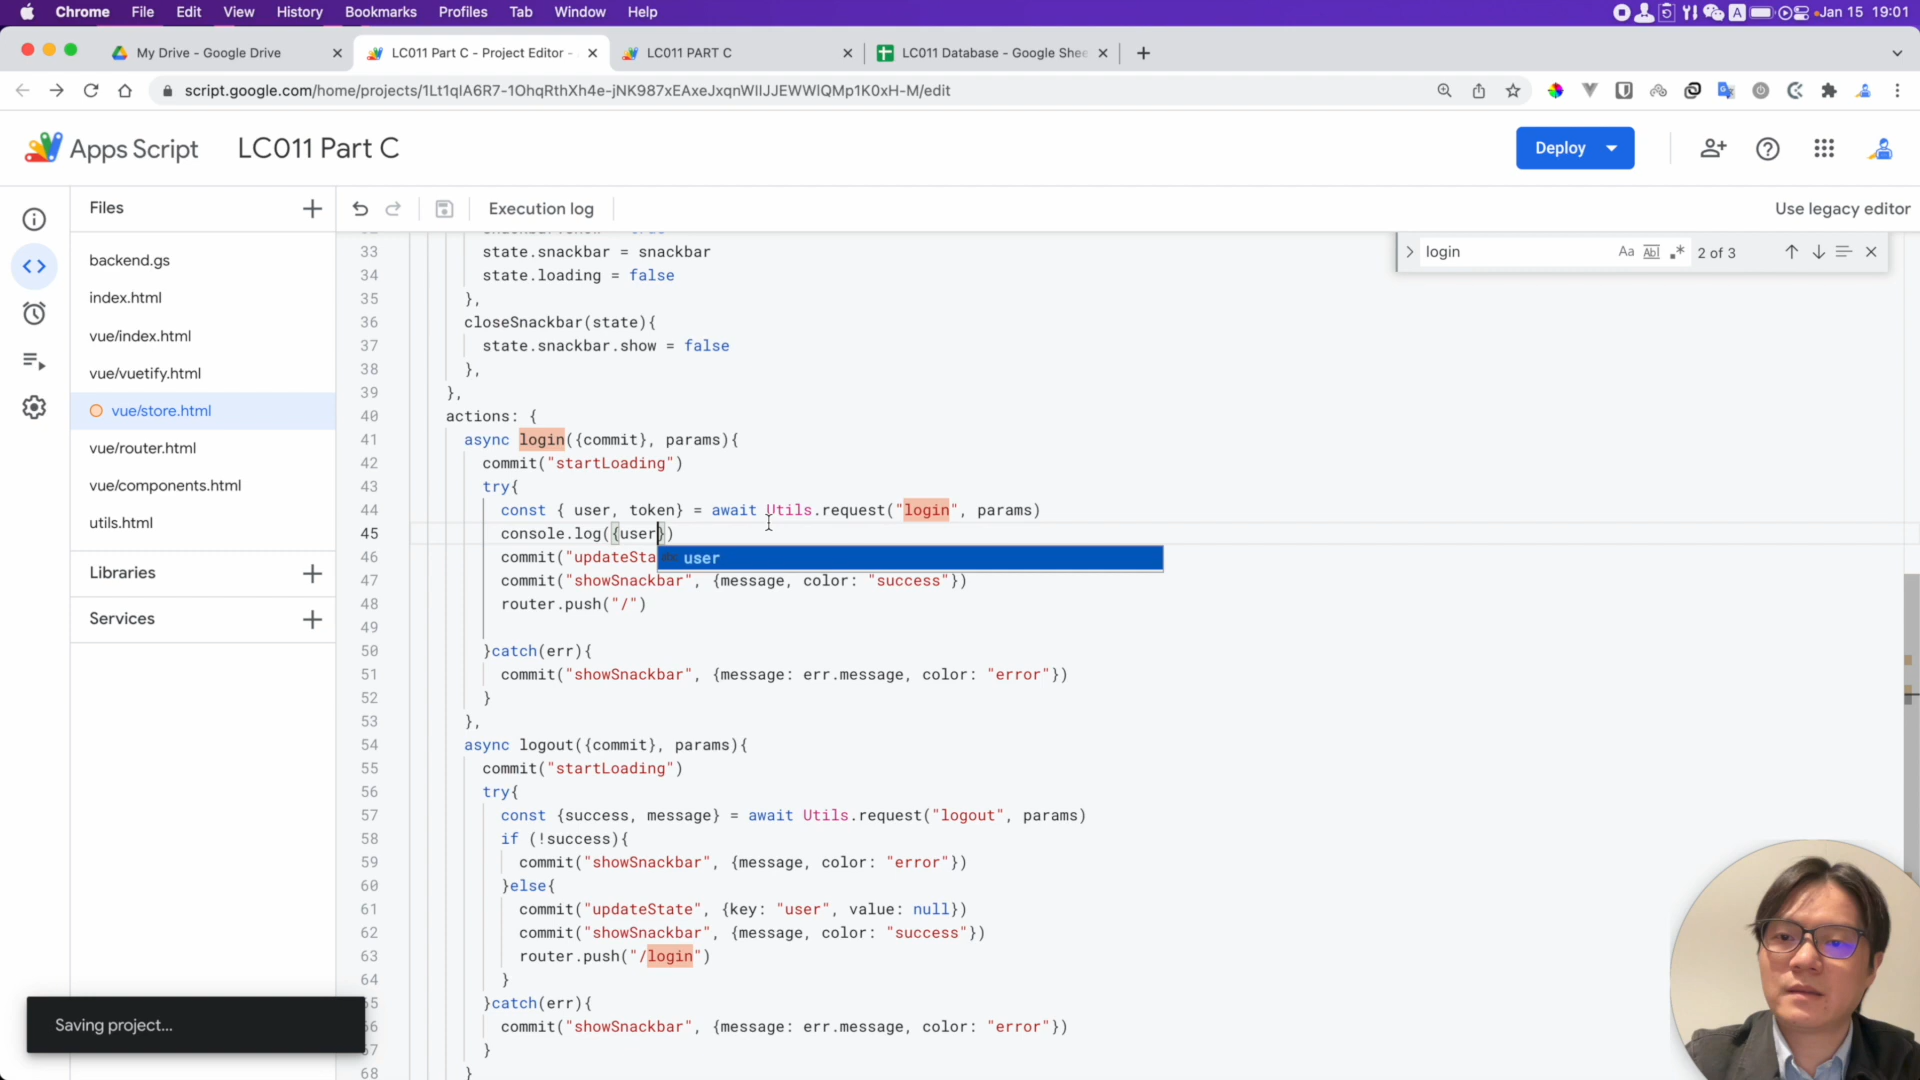 Chrome File Edit View History Bookmarks Profiles Tab Window Help A Jan 15 19:01
My Drive - Google Drive LC011 Part C - Project Editor - LC011 PART C LC011 Database - Google Shee
script.google.com/home/projects/1Lt1qIA6R7-1OhqRthXh4e-jNK987xEAxeJxqnWIIJJEWWlQMp1K0xH-M/edit
Apps Script LC011 Part C Deploy
Files
Execution log
Use legacy editor
login Aa Ab 2 of 3
backend.gs
index.html
vue/index.html
vue/vuetify.html
vue/store.html
vue/router.html
vue/components.html
utils.html
Libraries
Services
33 state.snackbar = snackbar
34 state.loading = false
35 },
36 closeSnackbar(state){
37 state.snackbar.show = false
38 },
39 },
40 actions: {
41 async login({commit}, params){
42 commit("startLoading")
43 try{
44 const { user, token} = await Utils.request("login", params)
45 console.log({user})
46 commit("updateSta
user
47 commit("showSnackbar", {message, color: "success"})
48 router.push("/")
49
50 }catch(err){
51 commit("showSnackbar", {message: err.message, color: "error"})
52 }
53 },
54 async logout({commit}, params){
55 commit("startLoading")
56 try{
57 const {success, message} = await Utils.request("logout", params)
58 if (!success){
59 commit("showSnackbar", {message, color: "error"})
60 }else{
61 commit("updateState", {key: "user", value: null})
62 commit("showSnackbar", {message, color: "success"})
63 router.push("/login")
64 }
65 }catch(err){
66 commit("showSnackbar", {message: err.message, color: "error"})
67 }
68 }
Saving project...